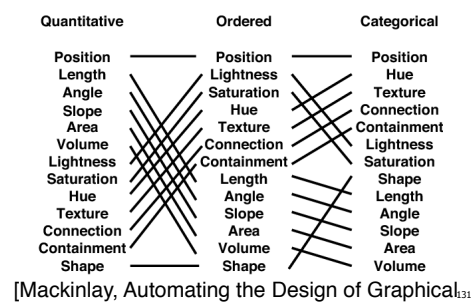 Quantitative Ordered Categorical
Position Position Position
Length Lightness Hue
Angle Saturation Texture
Slope Hue Connection
Area Texture Containment
Volume Connection Lightness
Lightness Containment Saturation
Saturation Length Shape
Hue Angle Length
Texture Slope Angle
Connection Area Slope
Containment Volume Area
Shape Shape Volume
[Mackinlay, Automating the Design of Graphical 131